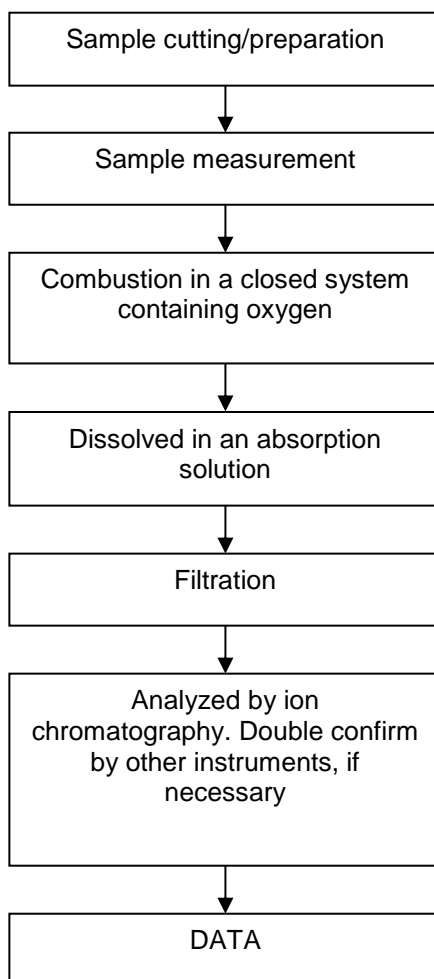 Sample cutting/preparation
Sample measurement
Combustion in a closed system
containing oxygen
Dissolved in an absorption
solution
Filtration
Analyzed by ion
chromatography. Double confirm
by other instruments, if
necessary
DATA